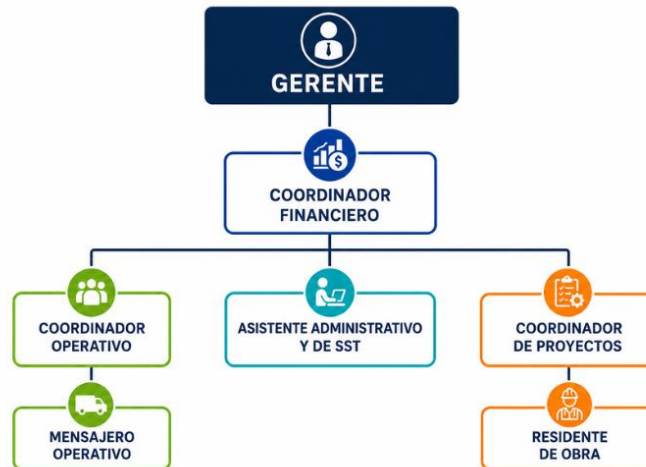 GERENTE
COORDINADOR
FINANCIERO
COORDINADOR
OPERATIVO
ASISTENTE ADMINISTRATIVO
Y DE SST
COORDINADOR
DE PROYECTOS
MENSAJERO
OPERATIVO
RESIDENTE
DE OBRA